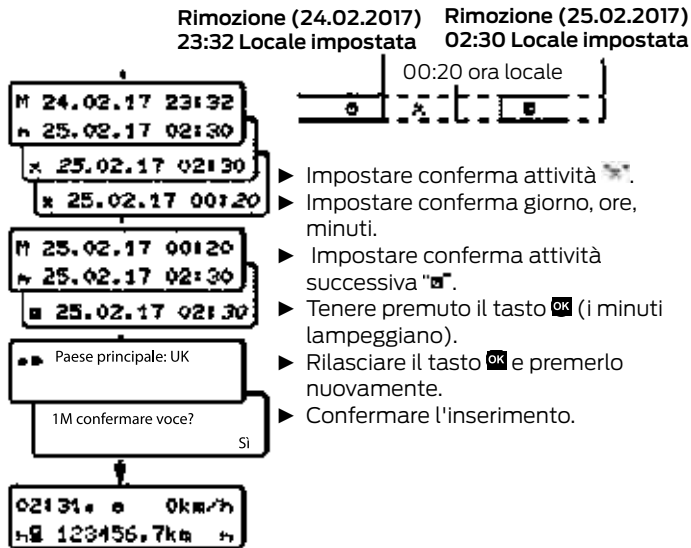 Rimozione (24.02.2017)
23:32 Locale impostata
Rimozione (25.02.2017)
02:30 Locale impostata
00:20 ora locale
M 24.02.17 23:32
25.02.17 02:30
25.02.17 02:30
25.02.17 00:20
► Impostare conferma attività " ".
► Impostare conferma giorno, ore,
minuti.
► Impostare conferma attività
successiva " ".
► Tenere premuto il tasto OK (i minuti
lampeggiano).
► Rilasciare il tasto OK e premerlo
nuovamente.
► Confermare l'inserimento.
M 25.02.17 00:20
25.02.17 02:30
25.02.17 02:30
Paese principale: UK
1M confermare voce?
Sì
02:31 0km/h
123456,7km